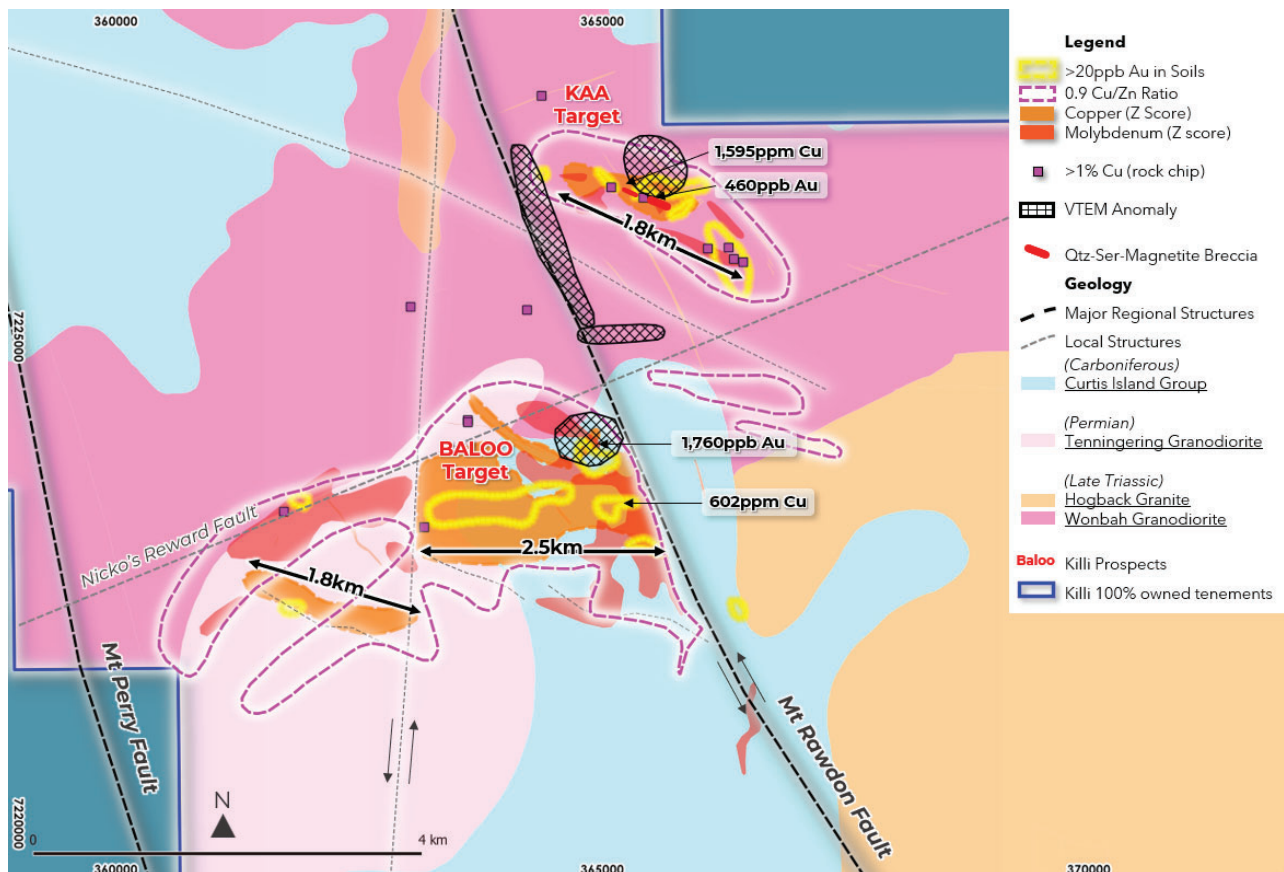 360000
365000
KAA
Target
1,595ppm Cu
460ppb Au
1.8km
7225000
BALOO
Target
1,760ppb Au
602ppm Cu
2.5km
Nicko's Reward Fault
1.8km
Mt Perry Fault
Mt Rawdon Fault
7220000
N
0
4 km
360000
365000
370000
Legend
>20ppb Au in Soils
0.9 Cu/Zn Ratio
Copper (Z Score)
Molybdenum (Z score)
>1% Cu (rock chip)
VTEM Anomaly
Qtz-Ser-Magnetite Breccia
Geology
Major Regional Structures
Local Structures
(Carboniferous)
Curtis Island Group
(Permian)
Tenningering Granodiorite
(Late Triassic)
Hogback Granite
Wonbah Granodiorite
Baloo Killi Prospects
Killi 100% owned tenements